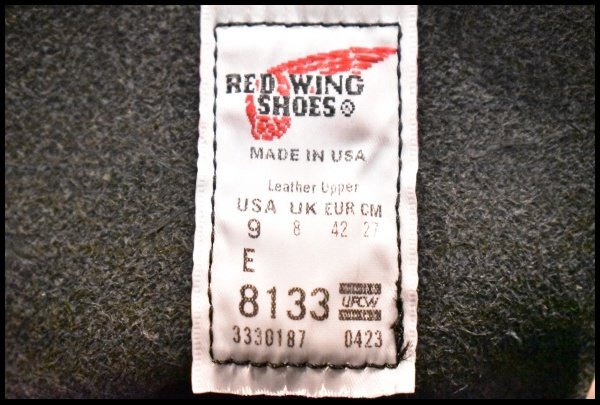 RED WING
SHOES®
MADE IN USA
Leather Upper
USA UK EUR CM
9 8 42 27
E
8133 UFCW
3330187 0423